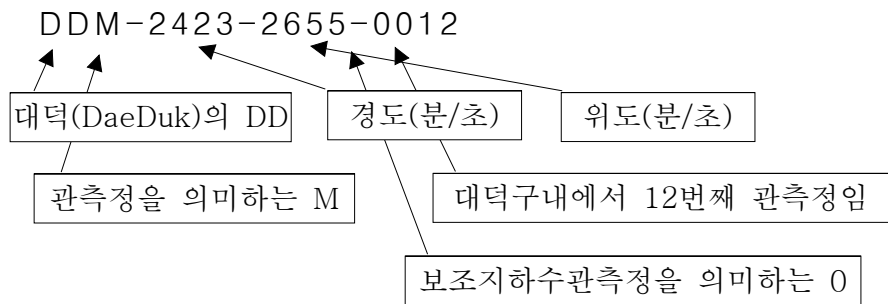 DDM-2423-2655-0012
대덕(DaeDuk)의 DD
경도(분/초)
위도(분/초)
관측정을 의미하는 M
대덕구내에서 12번째 관측정임
보조지하수관측정을 의미하는 0